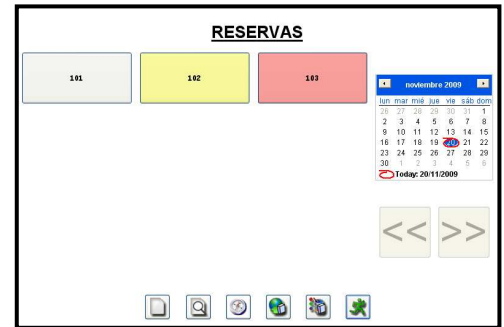 RESERVAS
101 102 103
noviembre 2009
lun mar mié jue vie sáb dom
26 27 28 29 30 31 1
2 3 4 5 6 7 8
9 10 11 12 13 14 15
16 17 18 19 20 21 22
23 24 25 26 27 28 29
30 1 2 3 4 5 6
Today: 20/11/2009
<< >>